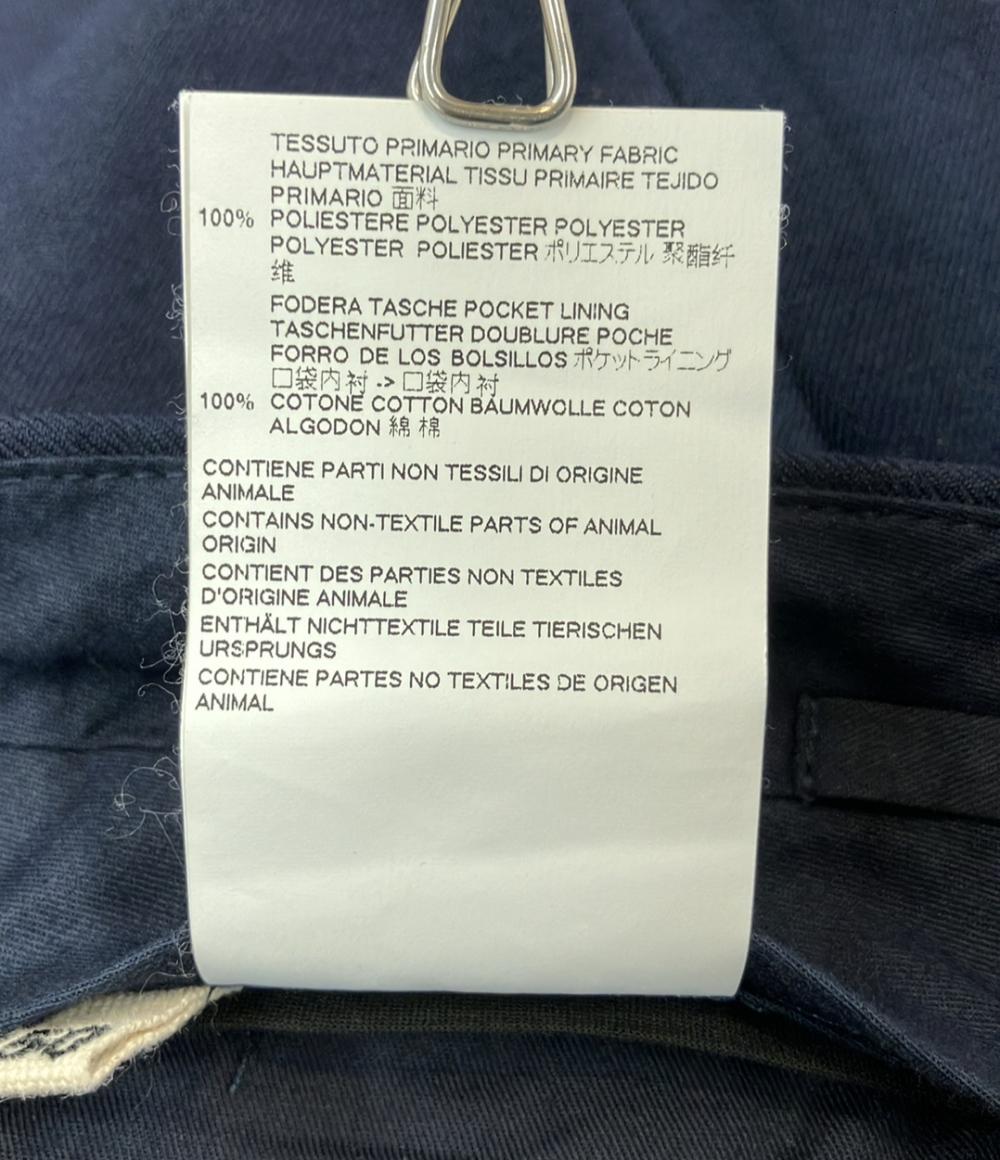 TESSUTO PRIMARIO PRIMARY FABRIC
HAUPTMATERIAL TISSU PRIMAIRE TEJIDO
PRIMARIO 面料
100% POLIESTERE POLYESTER POLYESTER
POLYESTER POLIESTER ポリエステル 聚酯纤
维
FODERA TASCHE POCKET LINING
TASCHENFUTTER DOUBLURE POCHE
FORRO DE LOS BOLSILLOS ポケットライニング
口袋内衬 -> 口袋内衬
100% COTONE COTTON BAUMWOLLE COTON
ALGODON 綿 棉
CONTIENE PARTI NON TESSILI DI ORIGINE
ANIMALE
CONTAINS NON-TEXTILE PARTS OF ANIMAL
ORIGIN
CONTIENT DES PARTIES NON TEXTILES
D'ORIGINE ANIMALE
ENTHÄLT NICHTTEXTILE TEILE TIERISCHEN
URSPRUNGS
CONTIENE PARTES NO TEXTILES DE ORIGEN
ANIMAL